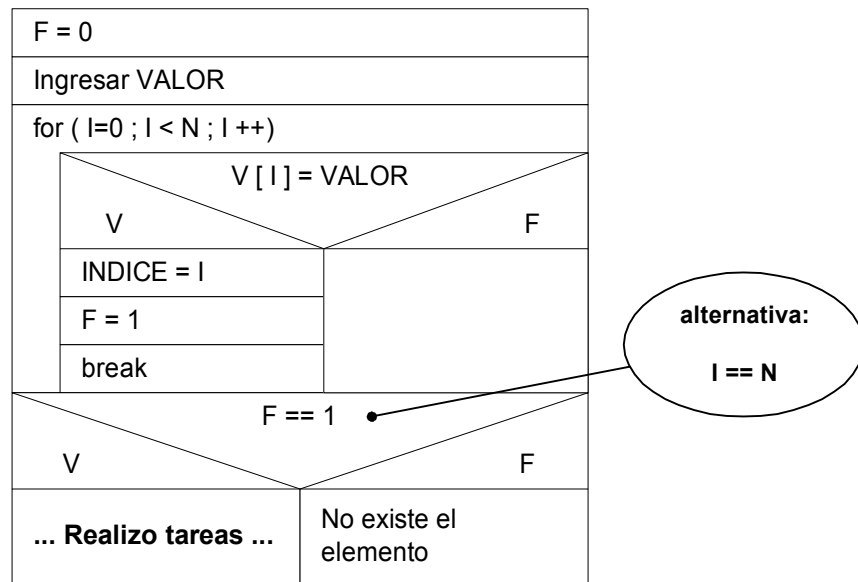 F = 0
Ingresar VALOR
for ( I=0 ; I < N ; I ++)
V [ I ] = VALOR
V F
INDICE = I
F = 1
break
alternativa:
I == N
F == 1
V F
... Realizo tareas ...
No existe el
elemento